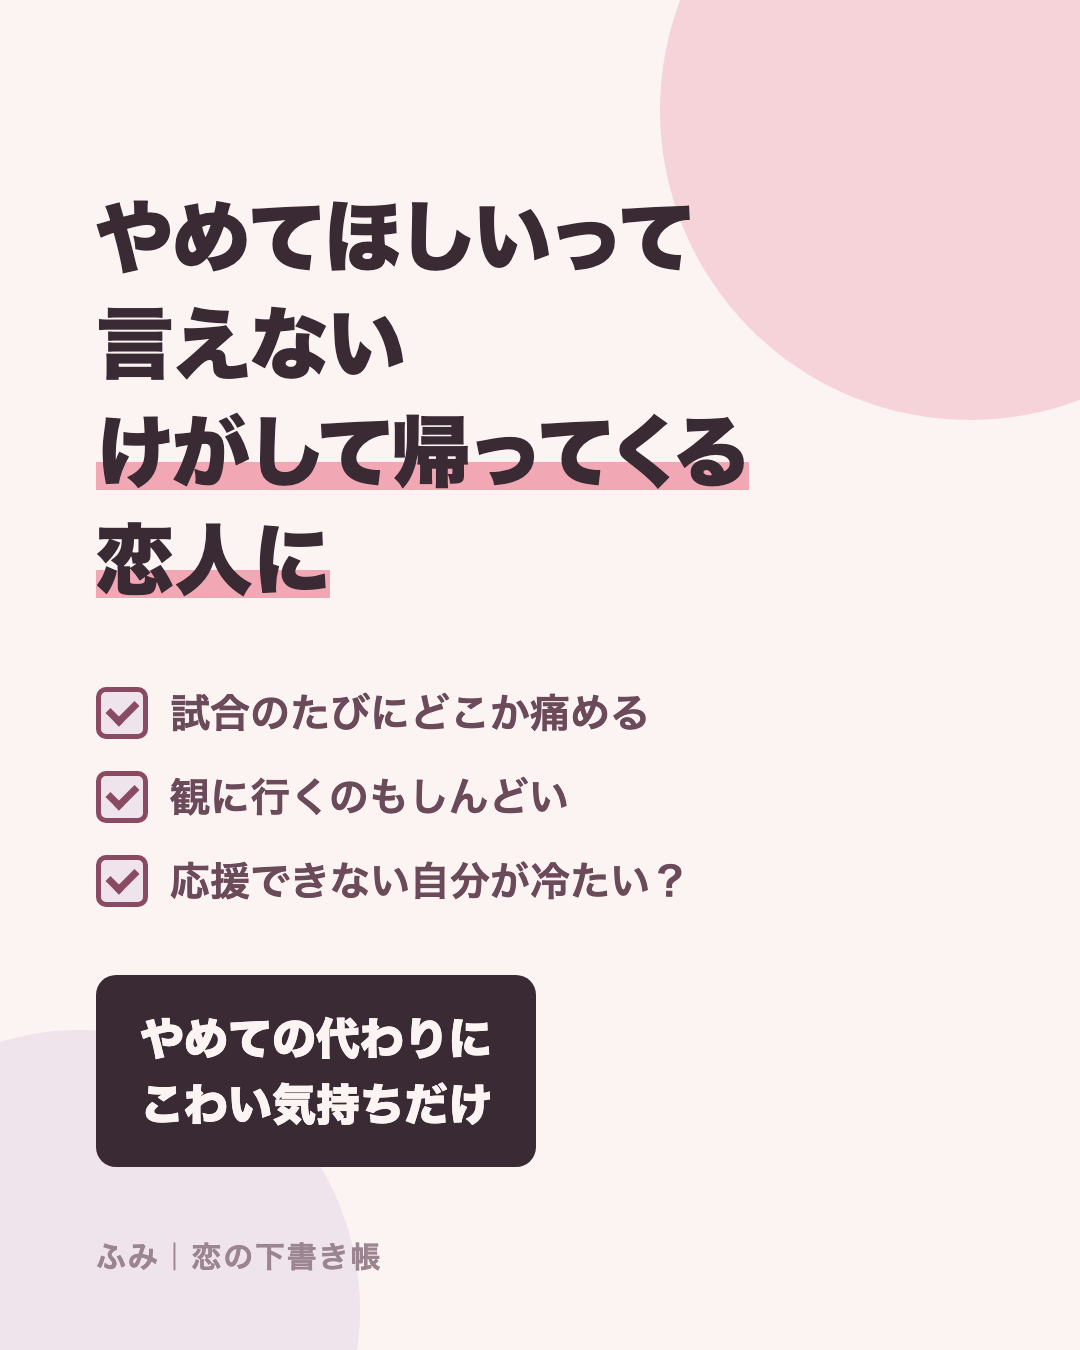 やめてほしいって
言えない
けがして帰ってくる
恋人に
試合のたびにどこか痛める
観に行くのもしんどい
応援できない自分が冷たい？
やめての代わりに
こわい気持ちだけ
ふみ｜恋の下書き帳